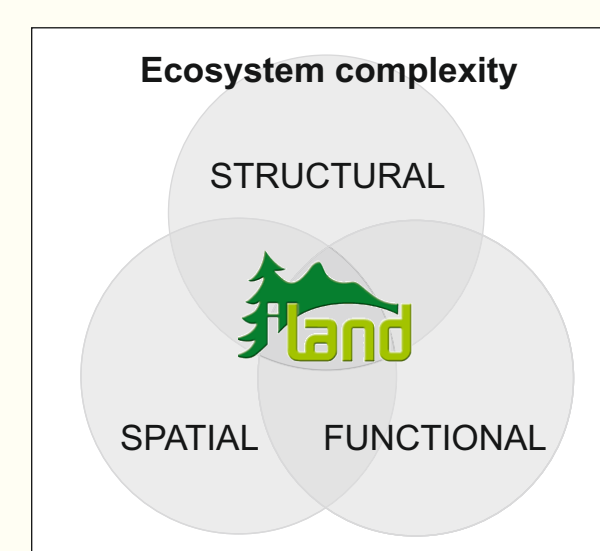 Ecosystem complexity
STRUCTURAL
iLand
SPATIAL FUNCTIONAL